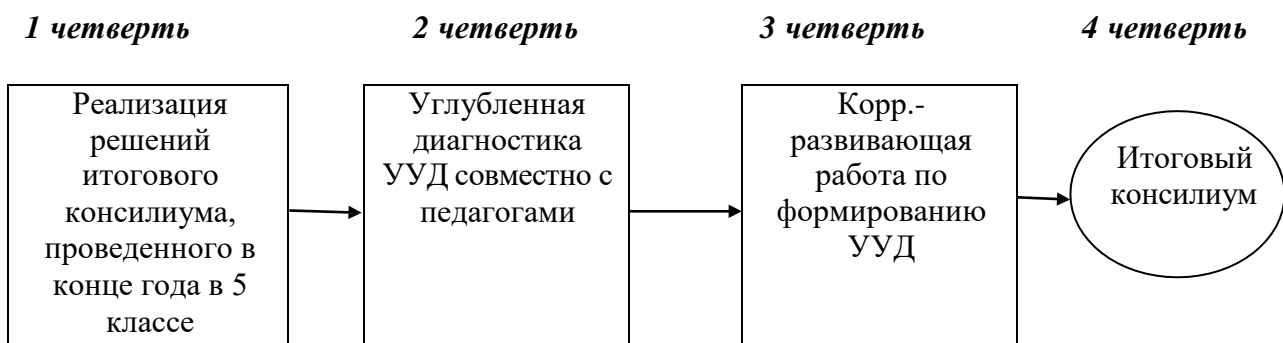 1 четверть 2 четверть 3 четверть 4 четверть
Реализация
решений
итогового
консилиума,
проведенного в
конце года в 5
классе
Углубленная
диагностика
УУД совместно с
педагогами
Корр.-
развивающая
работа по
формированию
УУД
Итоговый
консилиум